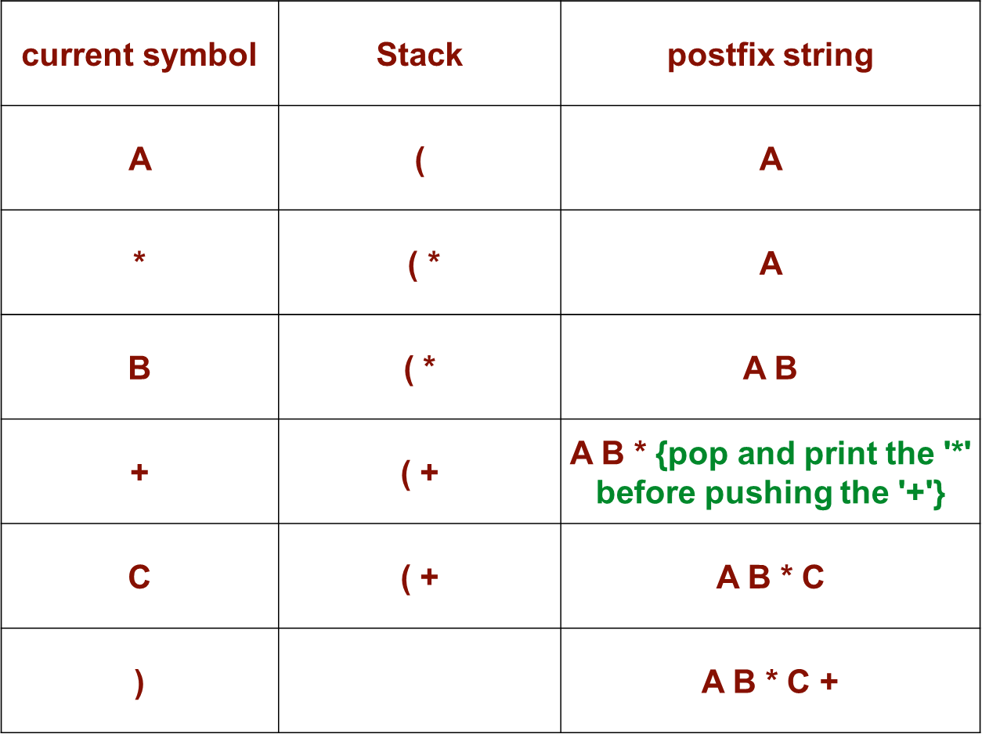 current symbol Stack postfix string
A ( A
* ( * A
B ( * A B
+ ( + A B * {pop and print the '*'
before pushing the '+'}
C ( + A B * C
) A B * C +